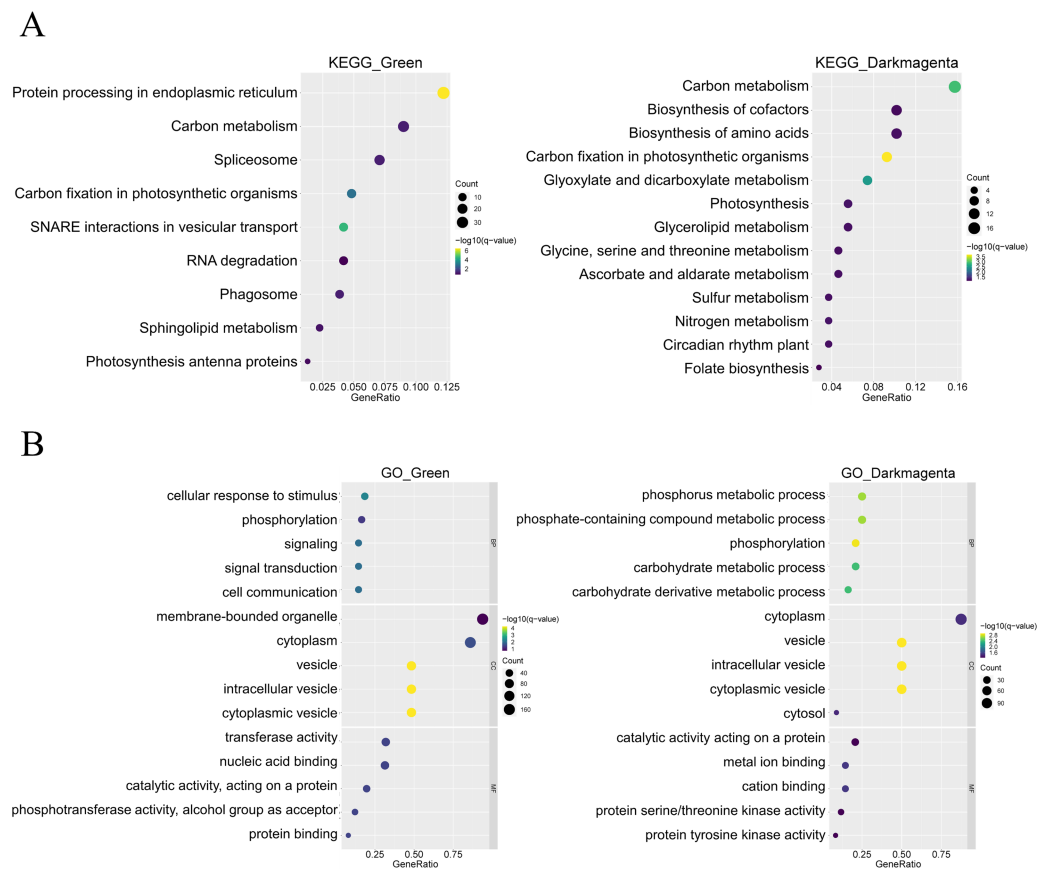 A
KEGG_Green
Protein processing in endoplasmic reticulum
Carbon metabolism
Spliceosome
Carbon fixation in photosynthetic organisms
SNARE interactions in vesicular transport
RNA degradation
Phagosome
Sphingolipid metabolism
Photosynthesis antenna proteins
0.025 0.050 0.075 0.100 0.125
GeneRatio
Count
10
20
30
−log10(q−value)
6
4
2
KEGG_Darkmagenta
Carbon metabolism
Biosynthesis of cofactors
Biosynthesis of amino acids
Carbon fixation in photosynthetic organisms
Glyoxylate and dicarboxylate metabolism
Photosynthesis
Glycerolipid metabolism
Glycine, serine and threonine metabolism
Ascorbate and aldarate metabolism
Sulfur metabolism
Nitrogen metabolism
Circadian rhythm plant
Folate biosynthesis
0.04 0.08 0.12 0.16
GeneRatio
Count
4
8
12
16
−log10(q−value)
3.5
3.0
2.5
2.0
1.5
B
GO_Green
cellular response to stimulus
phosphorylation
signaling
signal transduction
cell communication
BP
membrane-bounded organelle
cytoplasm
vesicle
intracellular vesicle
cytoplasmic vesicle
CC
transferase activity
nucleic acid binding
catalytic activity, acting on a protein
phosphotransferase activity, alcohol group as acceptor
protein binding
MF
0.25 0.50 0.75
GeneRatio
−log10(q−value)
4
3
2
1
Count
40
80
120
160
GO_Darkmagenta
phosphorus metabolic process
phosphate-containing compound metabolic process
phosphorylation
carbohydrate metabolic process
carbohydrate derivative metabolic process
BP
cytoplasm
vesicle
intracellular vesicle
cytoplasmic vesicle
cytosol
CC
catalytic activity acting on a protein
metal ion binding
cation binding
protein serine/threonine kinase activity
protein tyrosine kinase activity
MF
0.25 0.50 0.75
GeneRatio
−log10(q−value)
2.8
2.4
2.0
1.6
Count
30
60
90